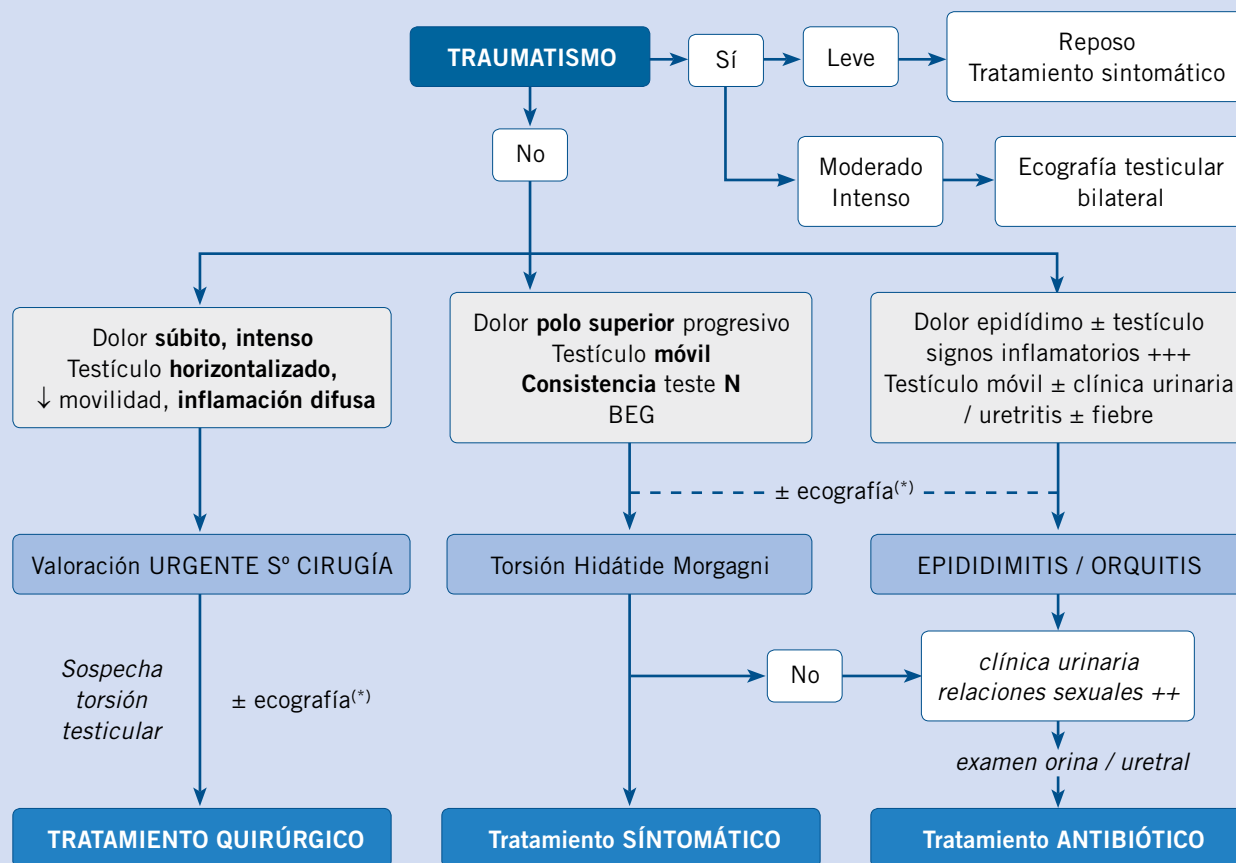 TRAUMATISMO
Sí
Leve
Reposo
Tratamiento sintomático
No
Moderado
Intenso
Ecografía testicular
bilateral
Dolor súbito, intenso
Testículo horizontalizado,
↓ movilidad, inflamación difusa
Dolor polo superior progresivo
Testículo móvil
Consistencia teste N
BEG
Dolor epidídimo ± testículo
signos inflamatorios +++
Testículo móvil ± clínica urinaria
/ uretritis ± fiebre
± ecografía(*)
Valoración URGENTE Sº CIRUGÍA
Torsión Hidátide Morgagni
EPIDIDIMITIS / ORQUITIS
Sospecha
torsión
testicular
± ecografía(*)
No
clínica urinaria
relaciones sexuales ++
examen orina / uretral
TRATAMIENTO QUIRÚRGICO
Tratamiento SÍNTOMÁTICO
Tratamiento ANTIBIÓTICO